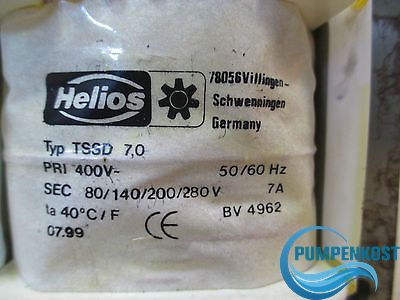 Helios
78056 Villingen-
Schwenningen
Germany
Typ TSSD 7,0
PRI 400V~ 50/60 Hz
SEC 80/140/200/280V 7A
ta 40°C/F CE BV 4962
07.99
PUMPENKOST